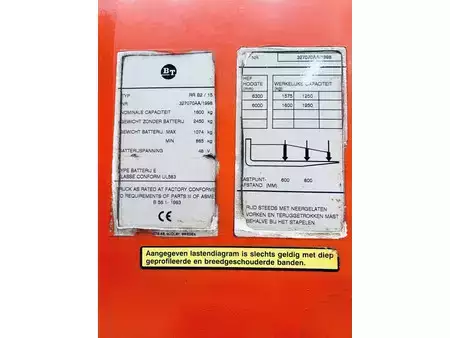 BT
TYPE RR B2 / 15
NR. 327070AA/1998
NOMINALE CAPACITEIT 1600 kg
GEWICHT ZONDER BATTERIJ 2450 kg
GEWICHT BATTERIJ MAX 1074 kg
MIN 865 kg
BATTERIJSPANNING 48 V
TYPE BATTERIJ E
KLASSE CONFORM UL583
TRUCK AS RATED AT FACTORY CONFORMS
TO REQUIREMENTS OF PARTS III OF ASME
B 56.1-1993
CE
NR. 327070AA/1998
HEF
HOOGTE
(mm)
WERKELIJKE CAPACITEIT
(kg)
6300 1575 1250
6000 1600 1250
LASTPUNT- 600 600
AFSTAND (MM)
RIJD STEEDS MET NEERGELATEN
VORKEN EN TERUGGETROKKEN MAST
BEHALVE BIJ HET STAPELEN.
Aangegeven lastendiagram is slechts geldig met diep
geprofileerde en breedgeschouderde banden.